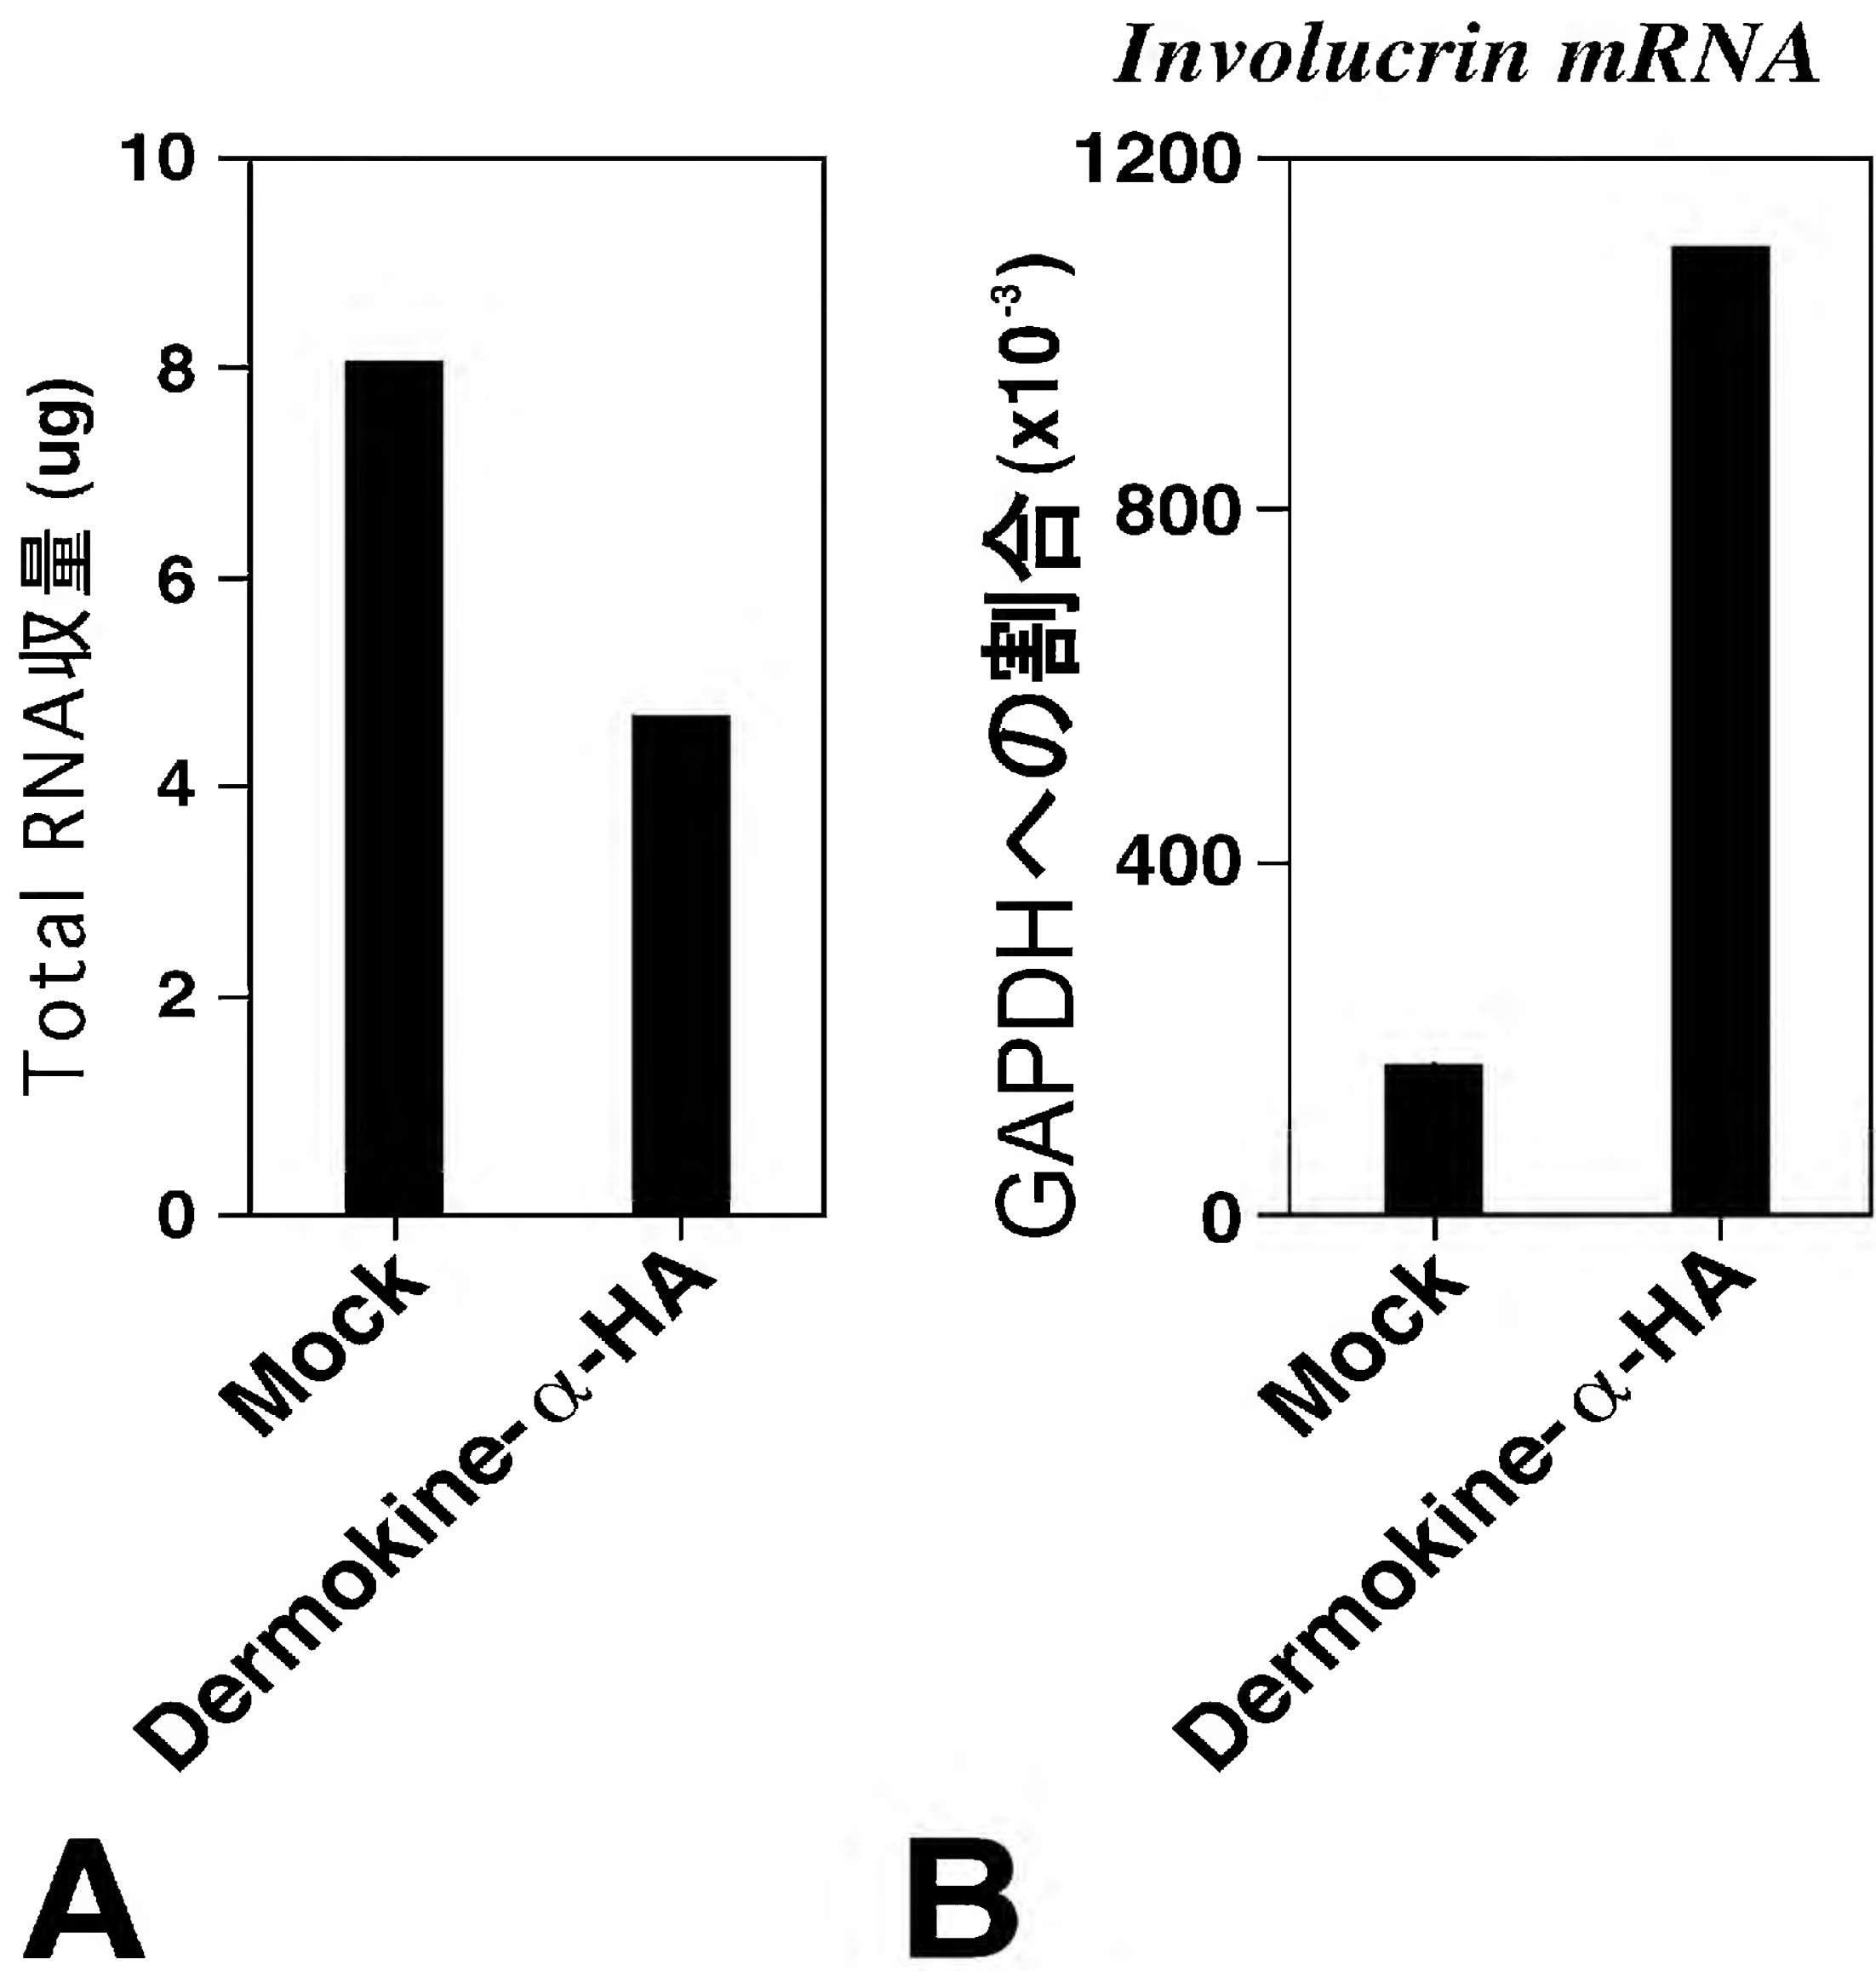 Total RNA収量 (ug)
10
8
6
4
2
0
Mock
Dermokine-α-HA
A
Involucrin mRNA
GAPDHへの割合 (x10⁻³)
1200
800
400
0
Mock
Dermokine-α-HA
B